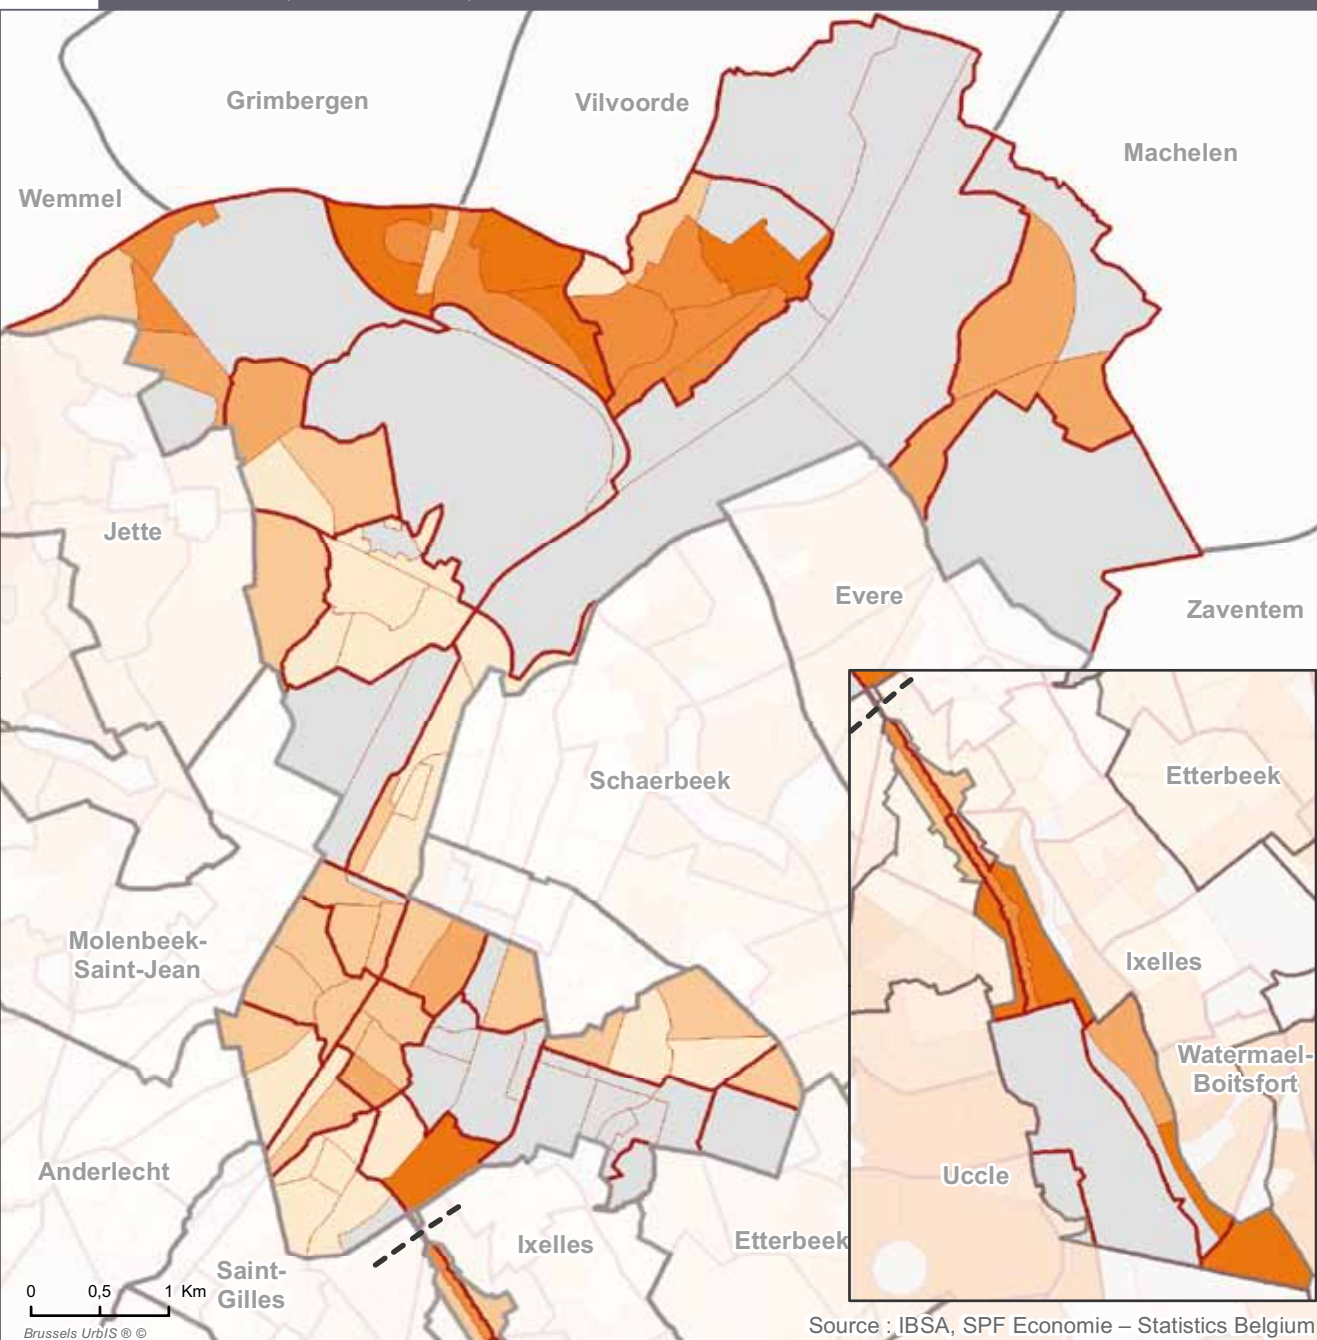 Grimbergen
Vilvoorde
Machelen
Wemmel
Jette
Evere
Zaventem
Schaerbeek
Etterbeek
Molenbeek-
Saint-Jean
Ixelles
Watermael-
Boitsfort
Anderlecht
Uccle
Ixelles
Etterbeek
Saint-
Gilles
0 0,5 1 Km
Brussels UrbIS ® ©
Source : IBSA, SPF Economie – Statistics Belgium